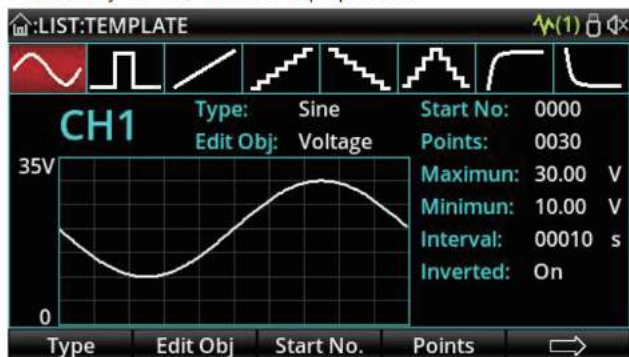 :LIST:TEMPLATE (1)
CH1
Type: Sine
Edit Obj: Voltage
Start No: 0000
Points: 0030
Maximun: 30.00 V
Minimun: 10.00 V
Interval: 00010 s
Inverted: On
35V
0
Type Edit Obj Start No. Points